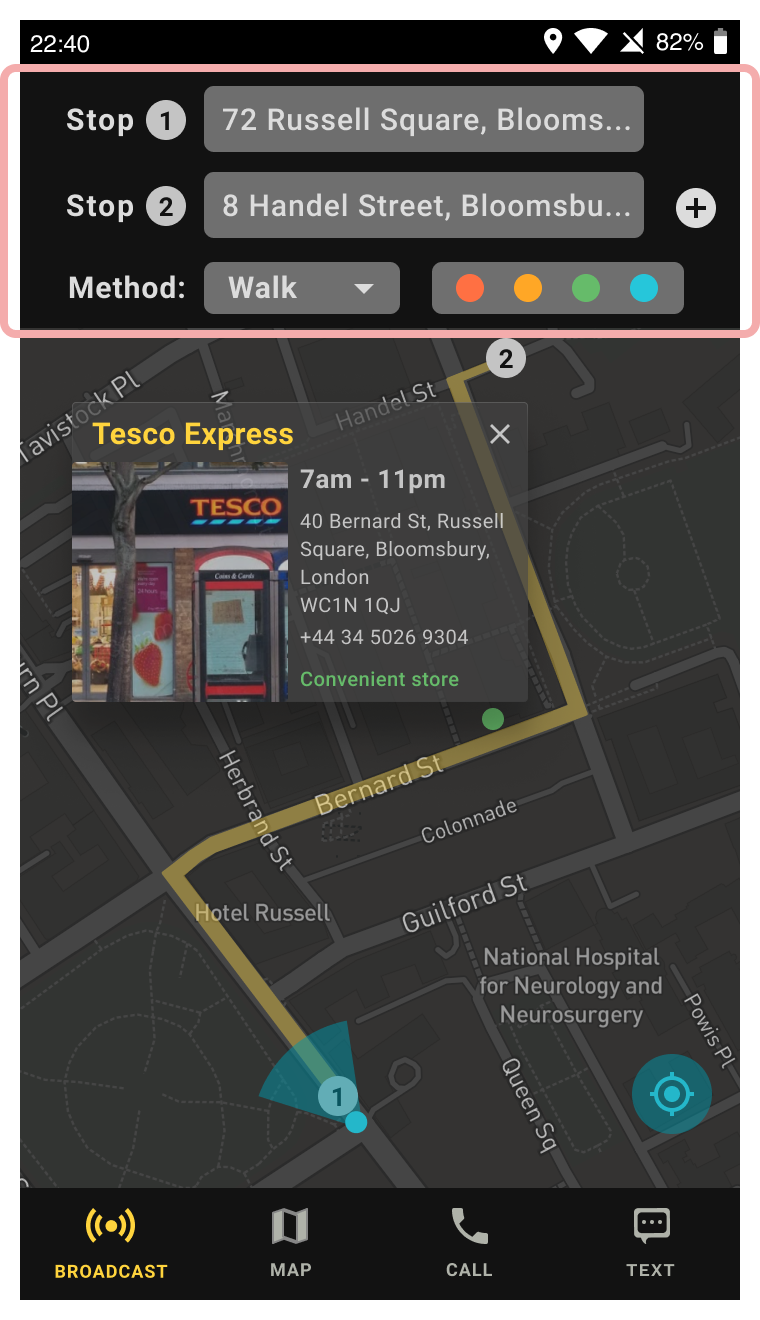 22:40
82%
Stop 1 72 Russell Square, Blooms...
Stop 2 8 Handel Street, Bloomsbu...
+
Method: Walk
2
Tavistock Pl
Handel St
Tesco Express
7am - 11pm
TESCO
40 Bernard St, Russell
Square, Bloomsbury,
London
WC1N 1QJ
+44 34 5026 9304
Coins & Cards
Convenient store
Herbrand St
Bernard St
Colonnade
Guilford St
Hotel Russell
National Hospital
for Neurology and
Neurosurgery
Powis Pl
Queen Sq
1
BROADCAST
MAP
CALL
TEXT